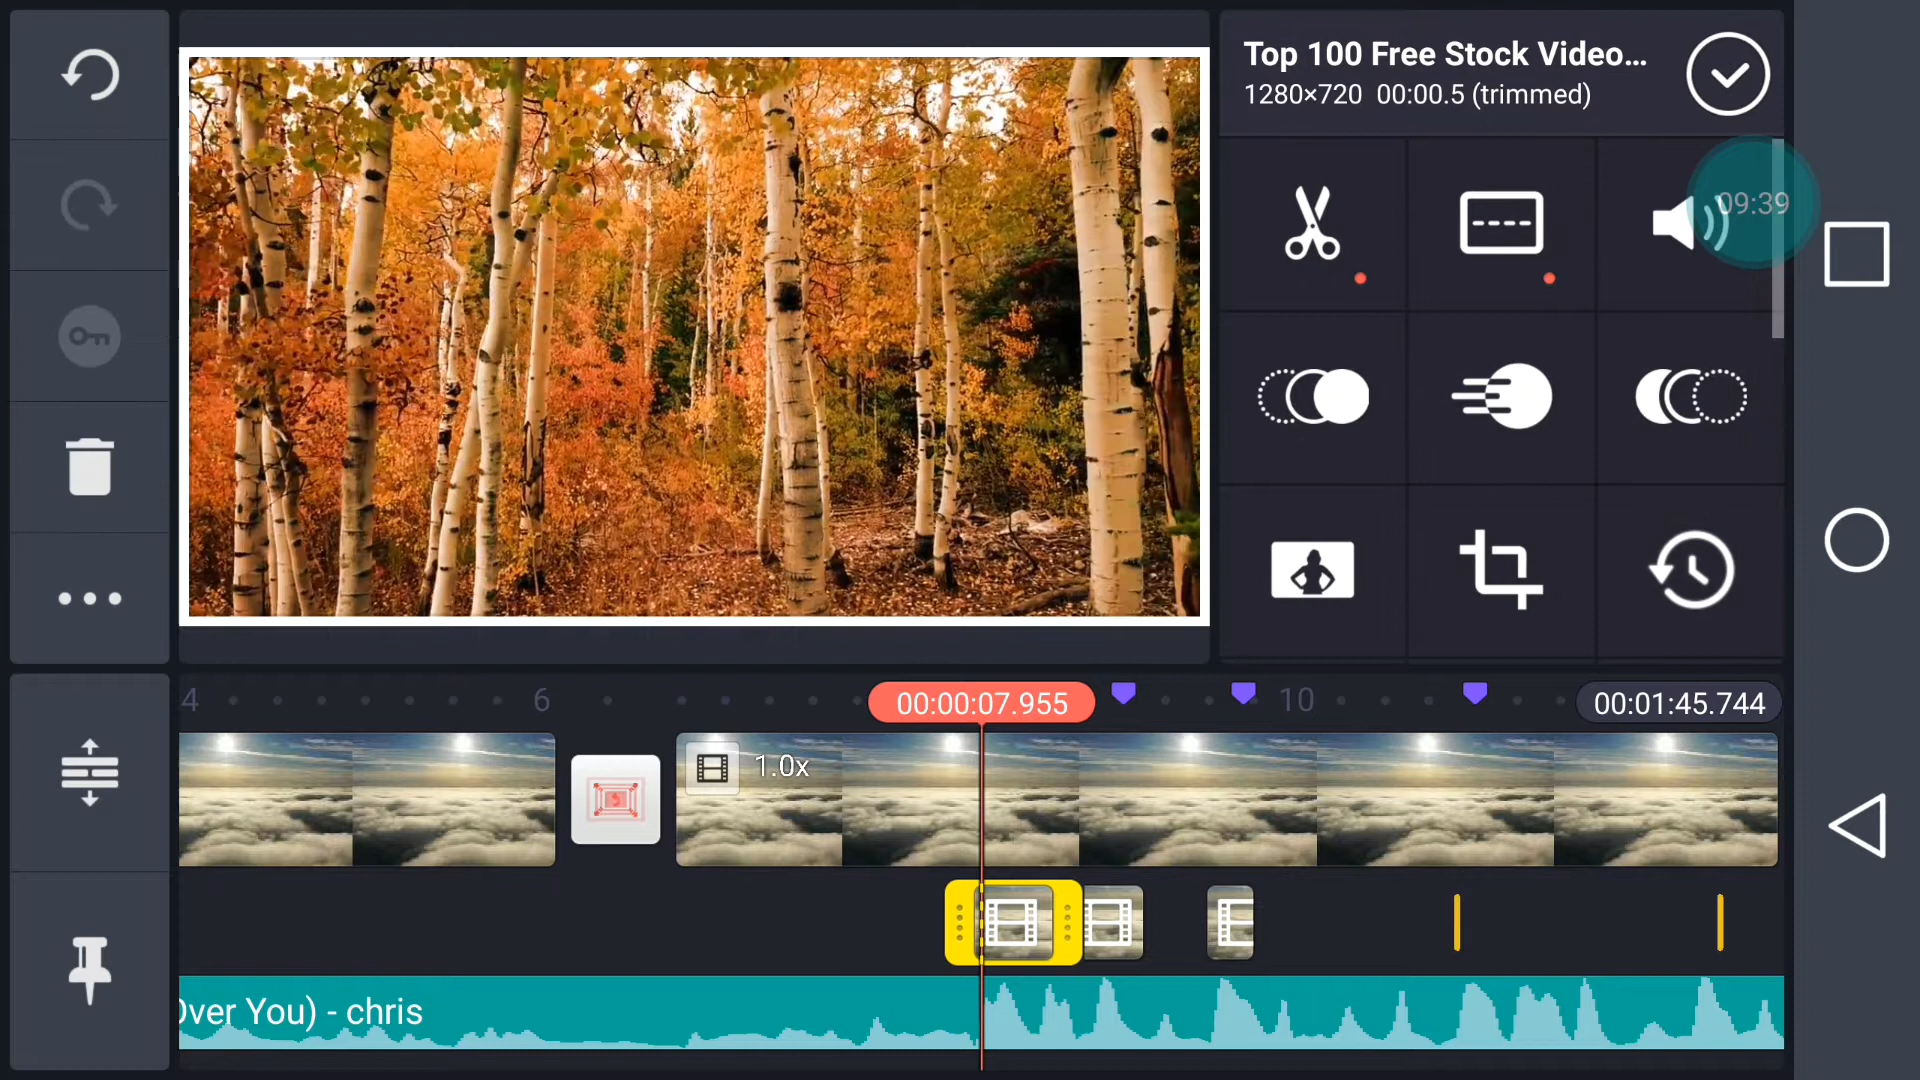 Top 100 Free Stock Video...
1280×720 00:00.5 (trimmed)
09:39
4
6
00:00:07.955
10
00:01:45.744
1.0x
Over You) - chris